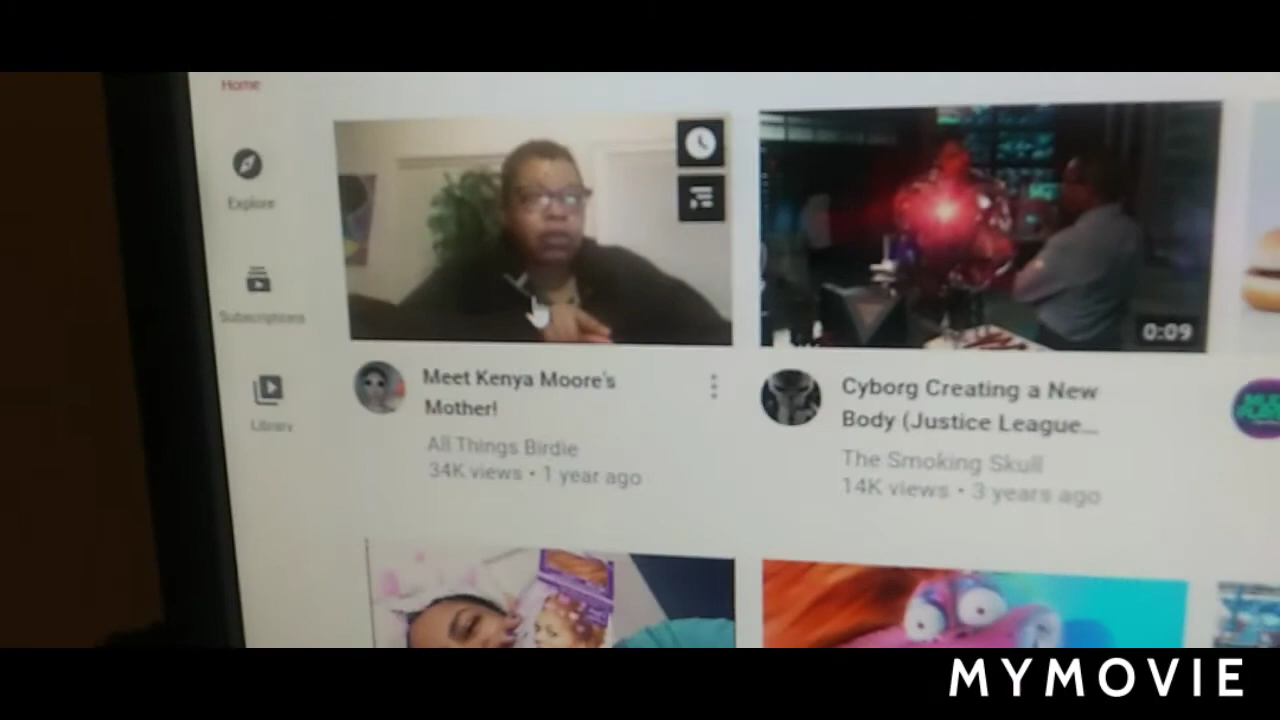 Home
Explore
Subscriptions
Library
Meet Kenya Moore's
Mother!
All Things Birdie
34K views • 1 year ago
0:09
Cyborg Creating a New
Body (Justice League...
The Smoking Skull
14K views • 3 years ago
MYMOVIE